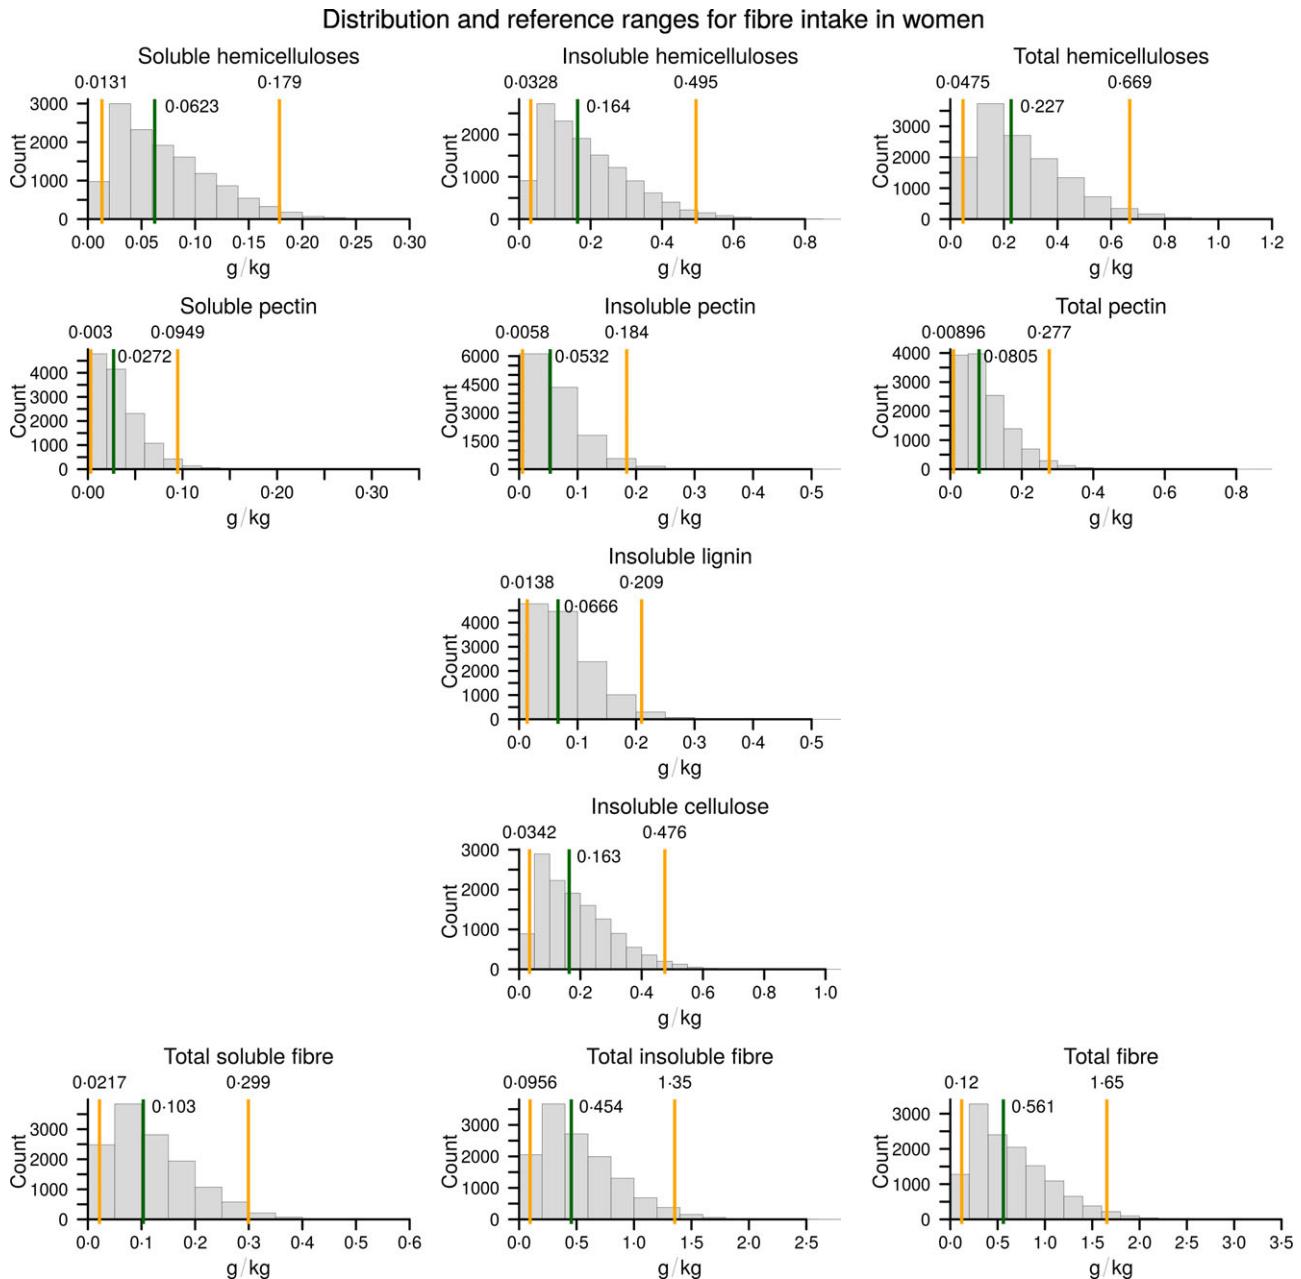 Distribution and reference ranges for fibre intake in women
Soluble hemicelluloses
0·0131 0·179
0·0623
3000
2000
1000
0
Count
0·00 0·05 0·10 0·15 0·20 0·25 0·30
g/kg
Insoluble hemicelluloses
0·0328 0·495
0·164
2000
1000
0
Count
0·0 0·2 0·4 0·6 0·8
g/kg
Total hemicelluloses
0·0475 0·669
0·227
3000
2000
1000
0
Count
0·0 0·2 0·4 0·6 0·8 1·0 1·2
g/kg
Soluble pectin
0·003 0·0949
0·0272
4000
3000
2000
1000
0
Count
0·00 0·10 0·20 0·30
g/kg
Insoluble pectin
0·0058 0·184
0·0532
6000
4500
3000
1500
0
Count
0·0 0·1 0·2 0·3 0·4 0·5
g/kg
Total pectin
0·00896 0·277
0·0805
4000
3000
2000
1000
0
Count
0·0 0·2 0·4 0·6 0·8
g/kg
Insoluble lignin
0·0138 0·209
0·0666
4000
3000
2000
1000
0
Count
0·0 0·1 0·2 0·3 0·4 0·5
g/kg
Insoluble cellulose
0·0342 0·476
0·163
3000
2000
1000
0
Count
0·0 0·2 0·4 0·6 0·8 1·0
g/kg
Total soluble fibre
0·0217 0·299
0·103
3000
2000
1000
0
Count
0·0 0·1 0·2 0·3 0·4 0·5 0·6
g/kg
Total insoluble fibre
0·0956 1·35
0·454
3000
2000
1000
0
Count
0·0 0·5 1·0 1·5 2·0 2·5
g/kg
Total fibre
0·12 1·65
0·561
3000
2000
1000
0
Count
0·0 0·5 1·0 1·5 2·0 2·5 3·0 3·5
g/kg